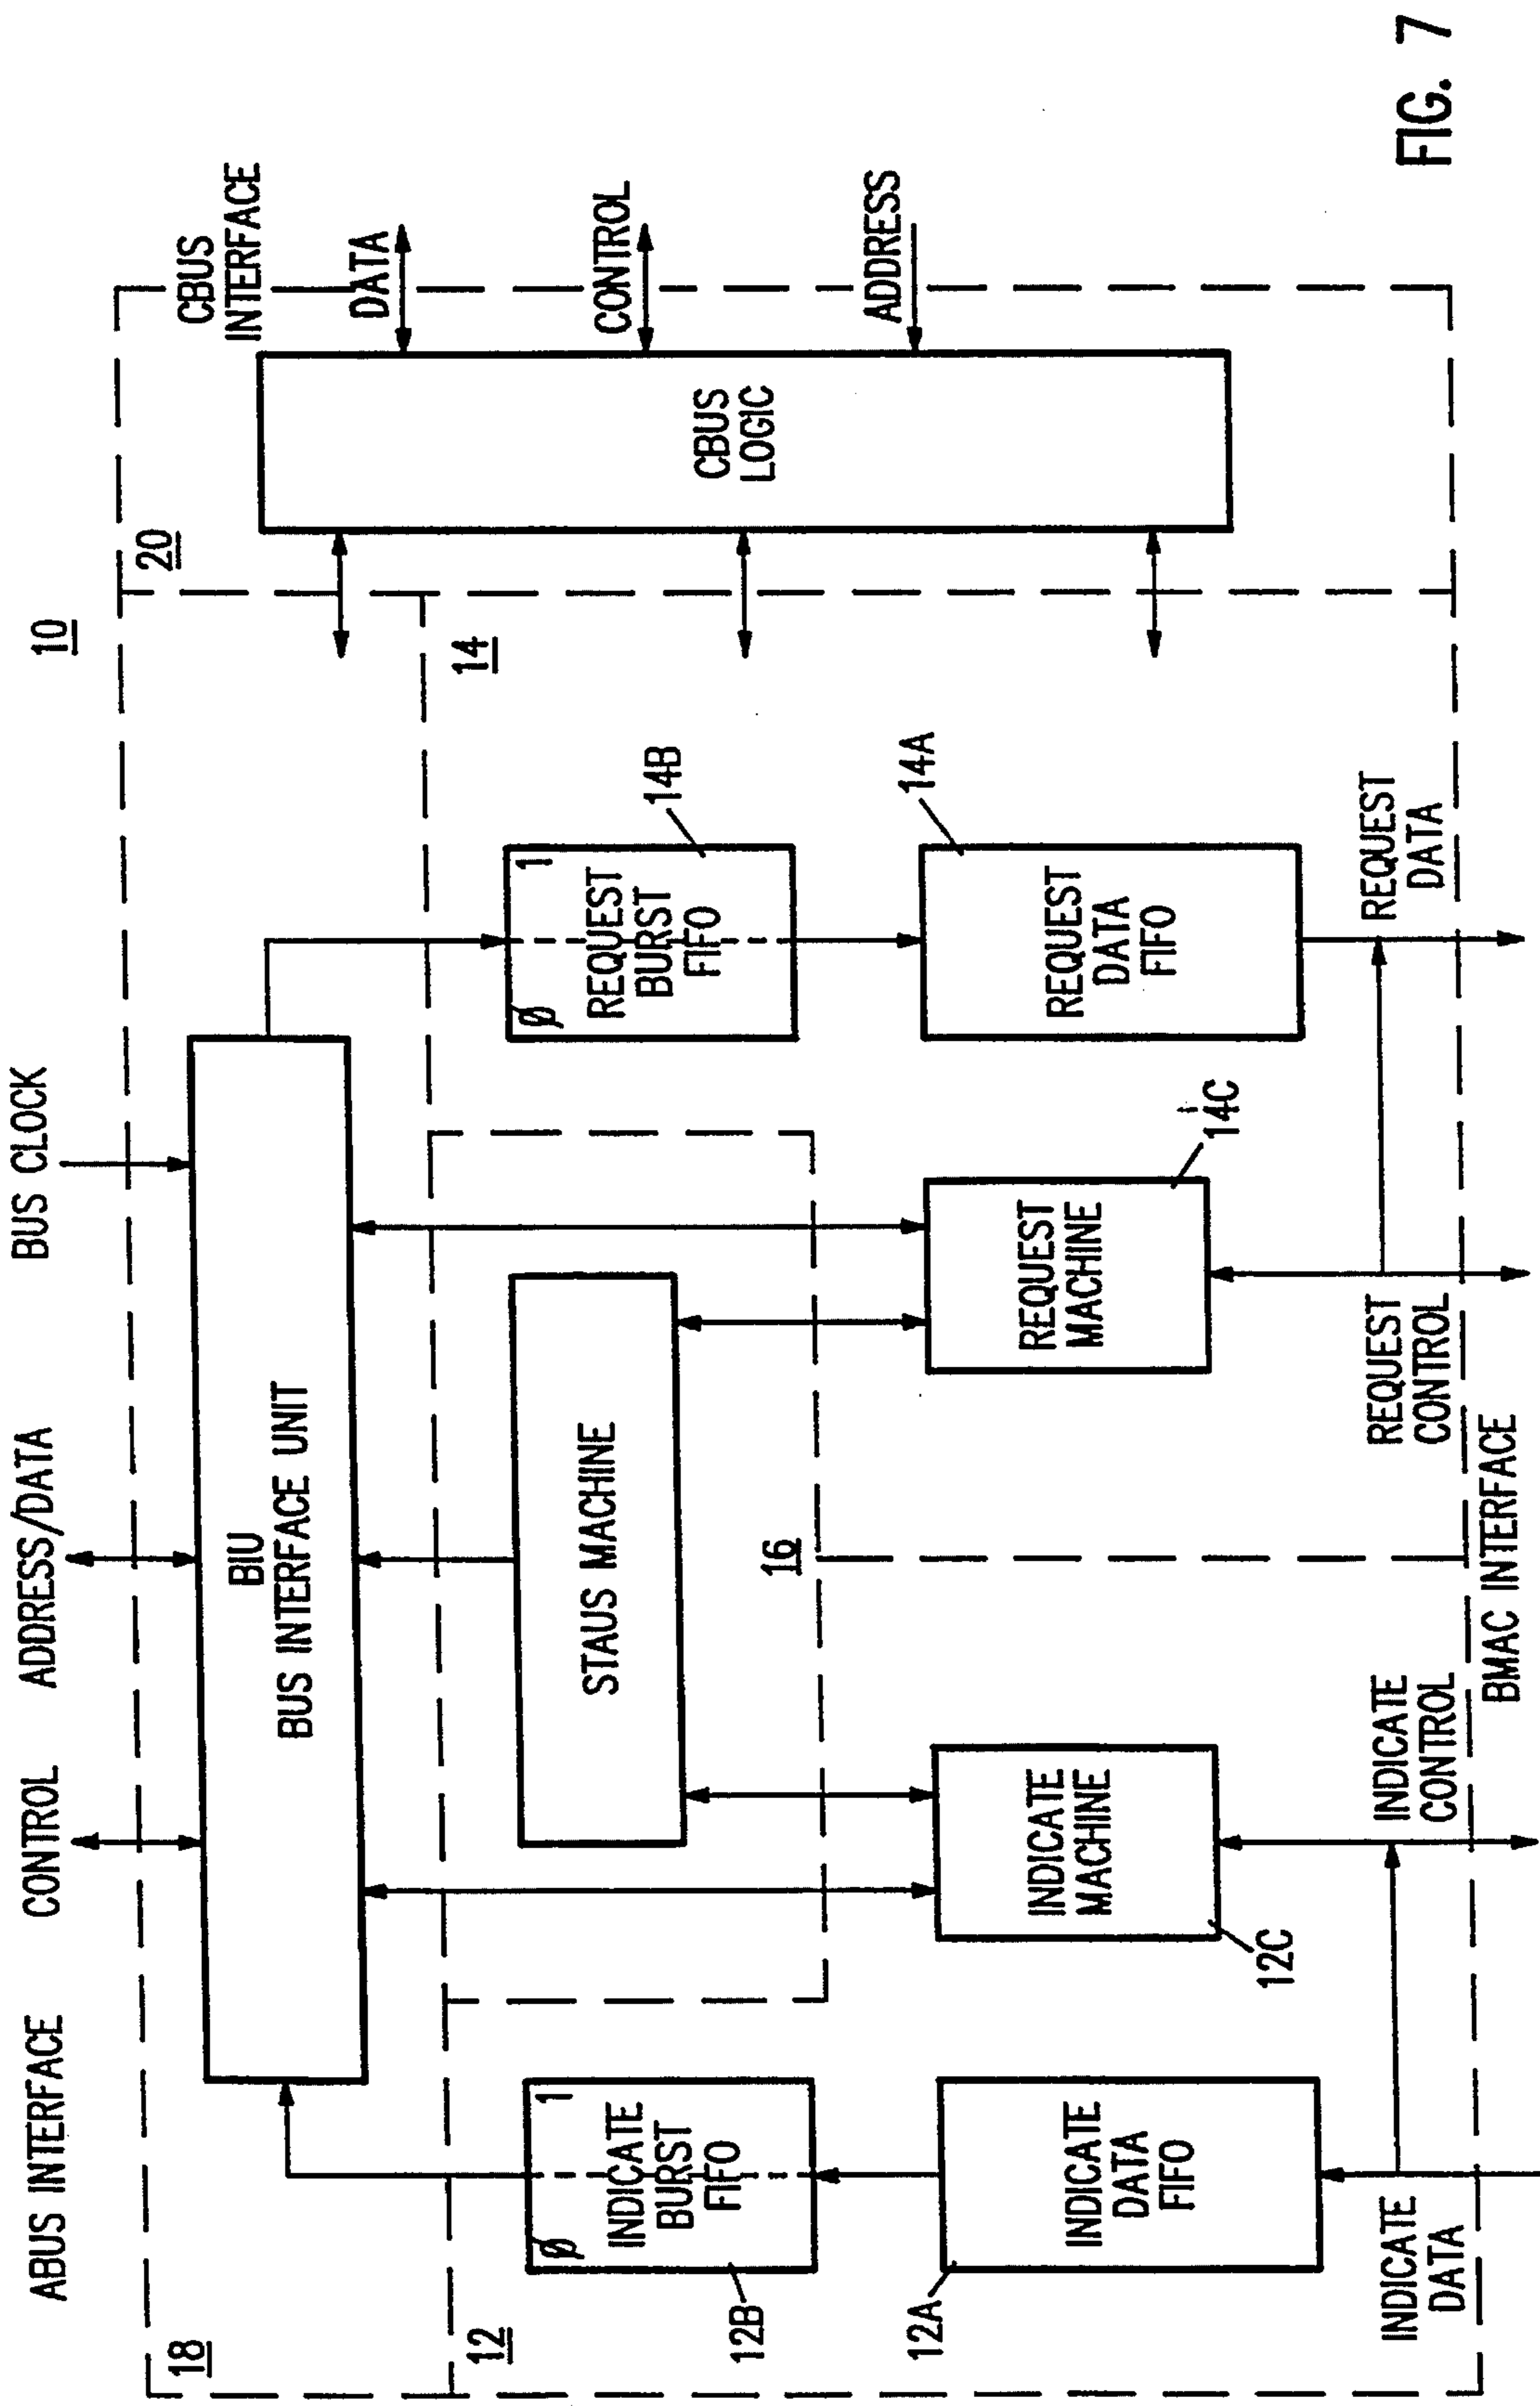 ABUS INTERFACE
CONTROL
ADDRESS/DATA
BUS CLOCK
10
18
BIU
BUS INTERFACE UNIT
20
CBUS
INTERFACE
DATA
CONTROL
ADDRESS
CBUS
LOGIC
12
14
16
STAUS MACHINE
Ø
1
INDICATE
BURST
FIFO
12B
Ø
1
REQUEST
BURST
FIFO
14B
12A
INDICATE
DATA
FIFO
INDICATE
MACHINE
12C
REQUEST
MACHINE
14C
REQUEST
DATA
FIFO
14A
INDICATE
DATA
INDICATE
CONTROL
REQUEST
CONTROL
REQUEST
DATA
BMAC INTERFACE
FIG. 7